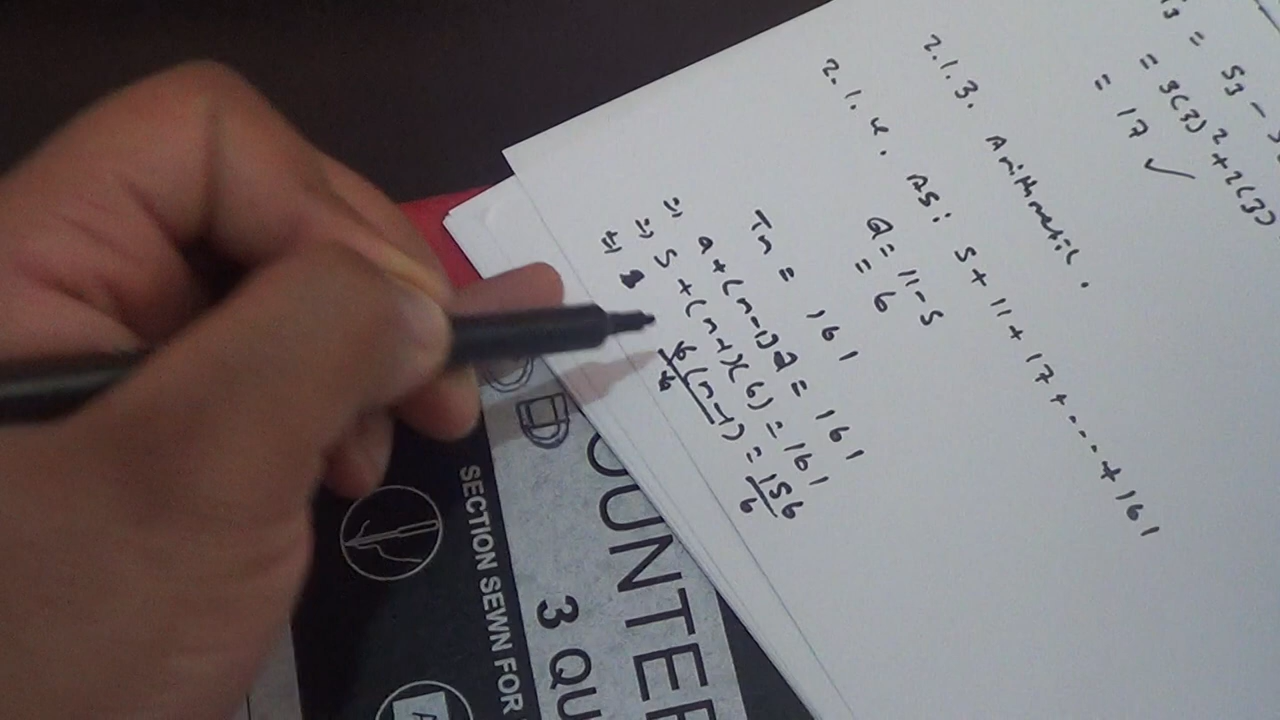 = S3 -
= 3(3)² + 2(3)
= 17 ✓
2.1.3. Arithmetic.
2.1.4. AS: 5 + 11 + 17 + ---- + 161
d = 11 - 5
= 6
Tn = 161
=) a + (n-1)d = 161
=) 5 + (n-1)(6) = 161
=) 6(n-1) = 156
6 6
OUNTER
3 QU
SECTION SEWN FOR